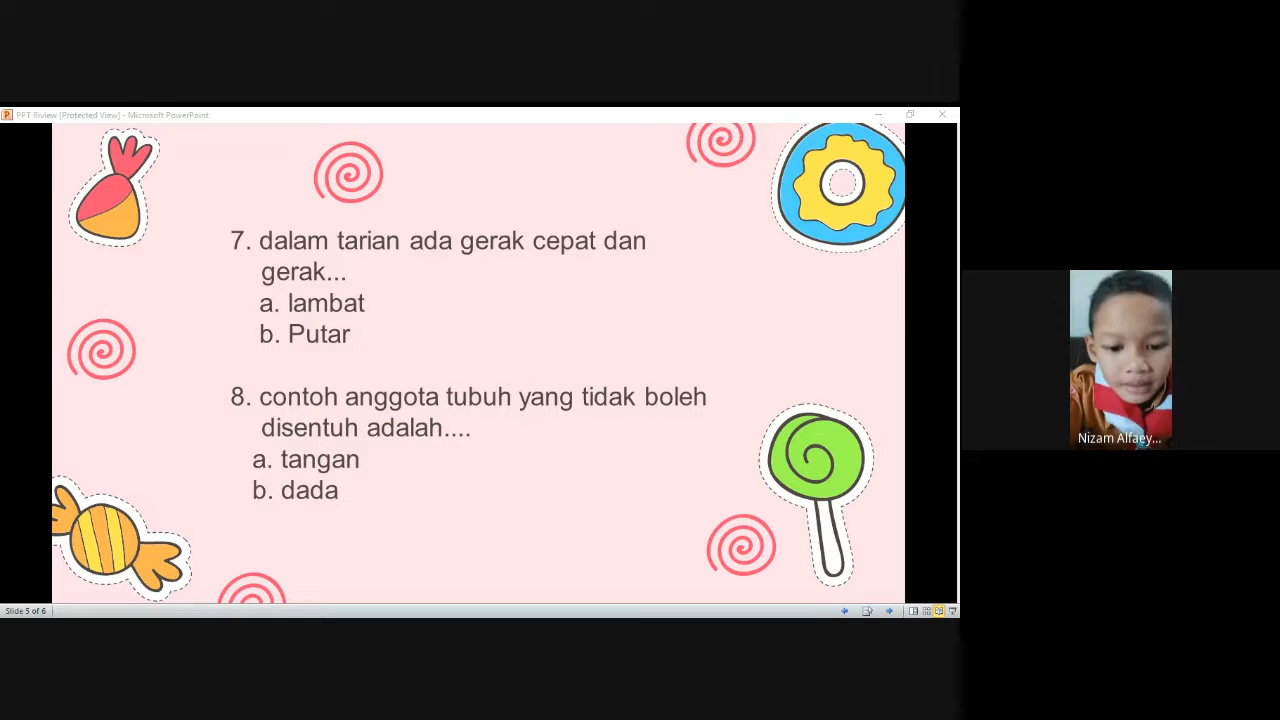 PPT Riview [Protected View] - Microsoft PowerPoint
7. dalam tarian ada gerak cepat dan
gerak...
a. lambat
b. Putar
8. contoh anggota tubuh yang tidak boleh
disentuh adalah....
a. tangan
b. dada
Nizam Alfaey...
Slide 5 of 6